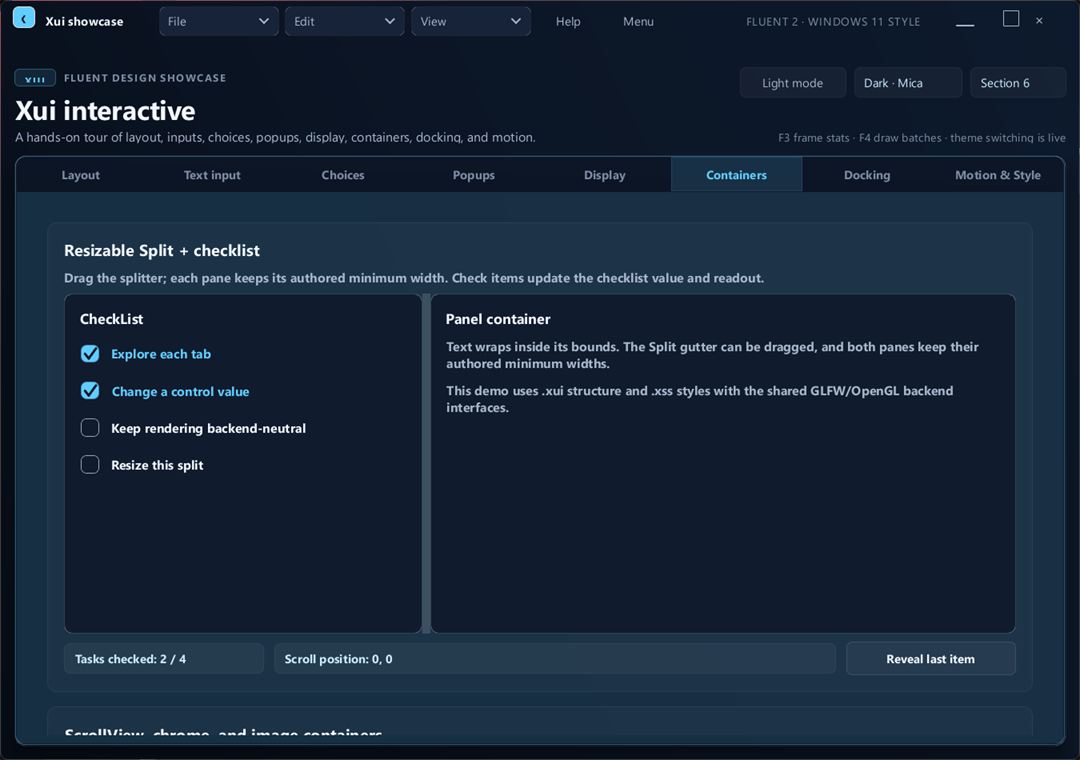 Xui showcase
File
Edit
View
Help
Menu
FLUENT 2 · WINDOWS 11 STYLE
VIII
FLUENT DESIGN SHOWCASE
Light mode
Dark · Mica
Section 6
Xui interactive
A hands-on tour of layout, inputs, choices, popups, display, containers, docking, and motion.
F3 frame stats · F4 draw batches · theme switching is live
Layout
Text input
Choices
Popups
Display
Containers
Docking
Motion & Style
Resizable Split + checklist
Drag the splitter; each pane keeps its authored minimum width. Check items update the checklist value and readout.
CheckList
Explore each tab
Change a control value
Keep rendering backend-neutral
Resize this split
Panel container
Text wraps inside its bounds. The Split gutter can be dragged, and both panes keep their
authored minimum widths.
This demo uses .xui structure and .xss styles with the shared GLFW/OpenGL backend
interfaces.
Tasks checked: 2 / 4
Scroll position: 0, 0
Reveal last item
ScrollView, chrome, and image containers